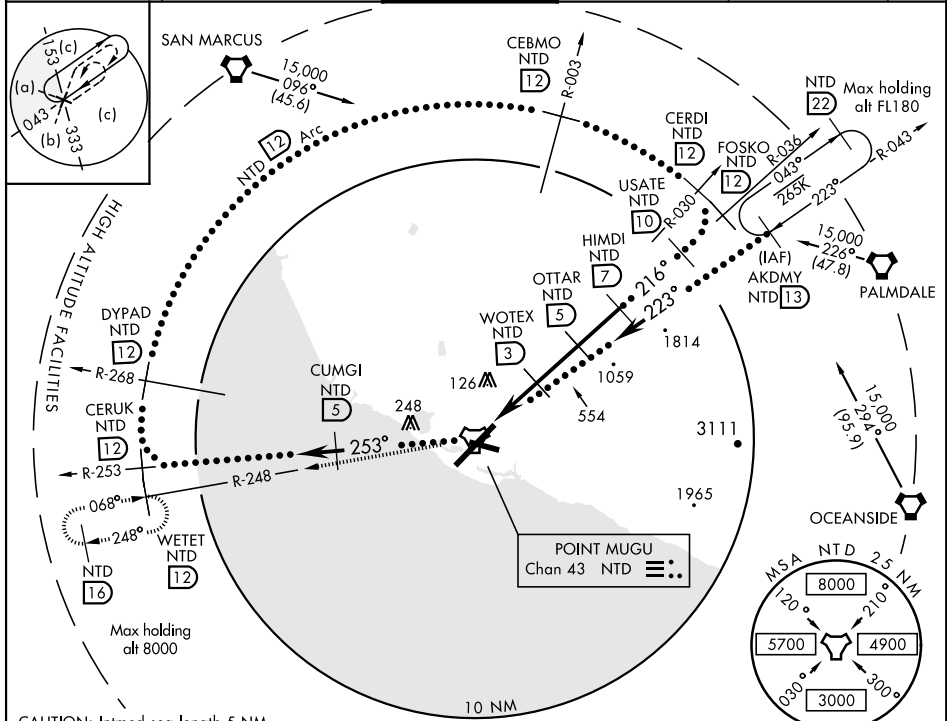 (c)
153
(a)
043
(b)
333
(c)
SAN MARCUS
15,000
096°
(45.6)
CEBMO
NTD
12
R-003
NTD 12 Arc
CERDI
NTD
12
FOSKO
NTD
12
R-036
NTD
22
Max holding
alt FL180
043°
265K
223°
R-043
USATE
NTD
10
R-030
HIMDI
NTD
7
216°
223°
15,000
226°
(47.8)
PALMDALE
(IAF)
AKDMY
NTD 13
OTTAR
NTD
5
WOTEX
NTD
3
1814
1059
554
126
HIGH ALTITUDE FACILITIES
DYPAD
NTD
12
R-268
CUMGI
NTD
5
248
CERUK
NTD
12
253°
R-253
R-248
068°
248°
WETET
NTD
12
NTD
16
Max holding
alt 8000
3111
1965
15,000
294°
(95.9)
OCEANSIDE
POINT MUGU
Chan 43 NTD
MSA NTD 25 NM
8000
120°
210°
5700
4900
030°
300°
3000
10 NM
CAUTION: Intmed seg length 5 NM